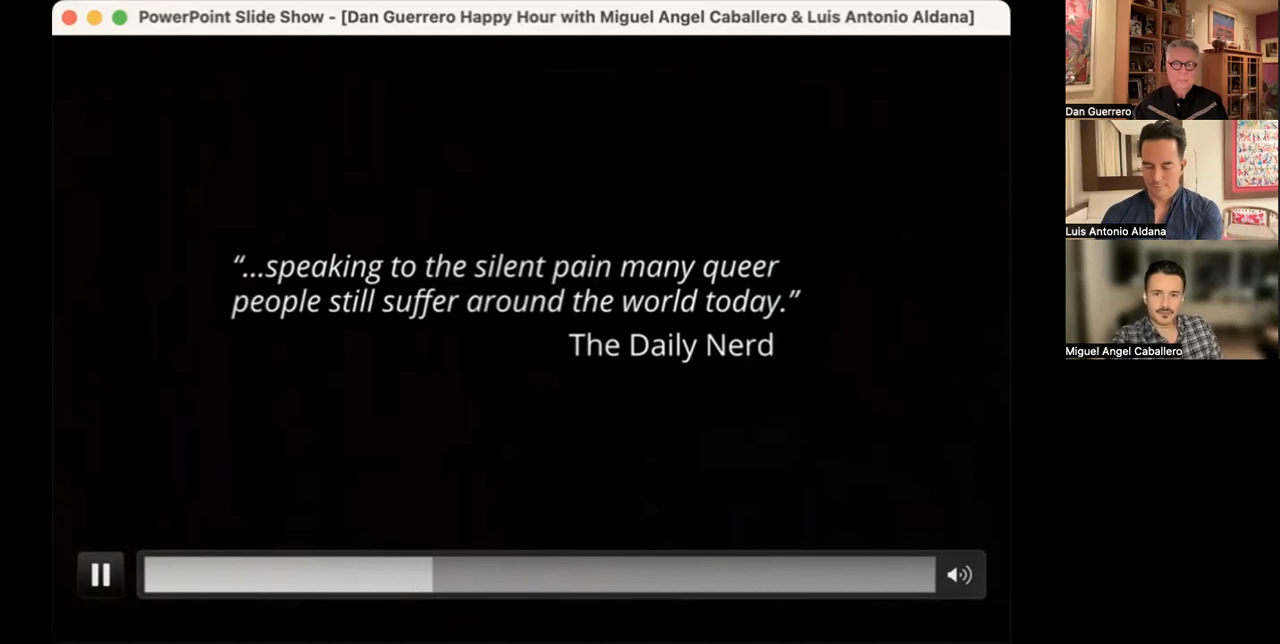 PowerPoint Slide Show - [Dan Guerrero Happy Hour with Miguel Angel Caballero & Luis Antonio Aldana]
“...speaking to the silent pain many queer
people still suffer around the world today.”
The Daily Nerd
Dan Guerrero
Luis Antonio Aldana
Miguel Angel Caballero